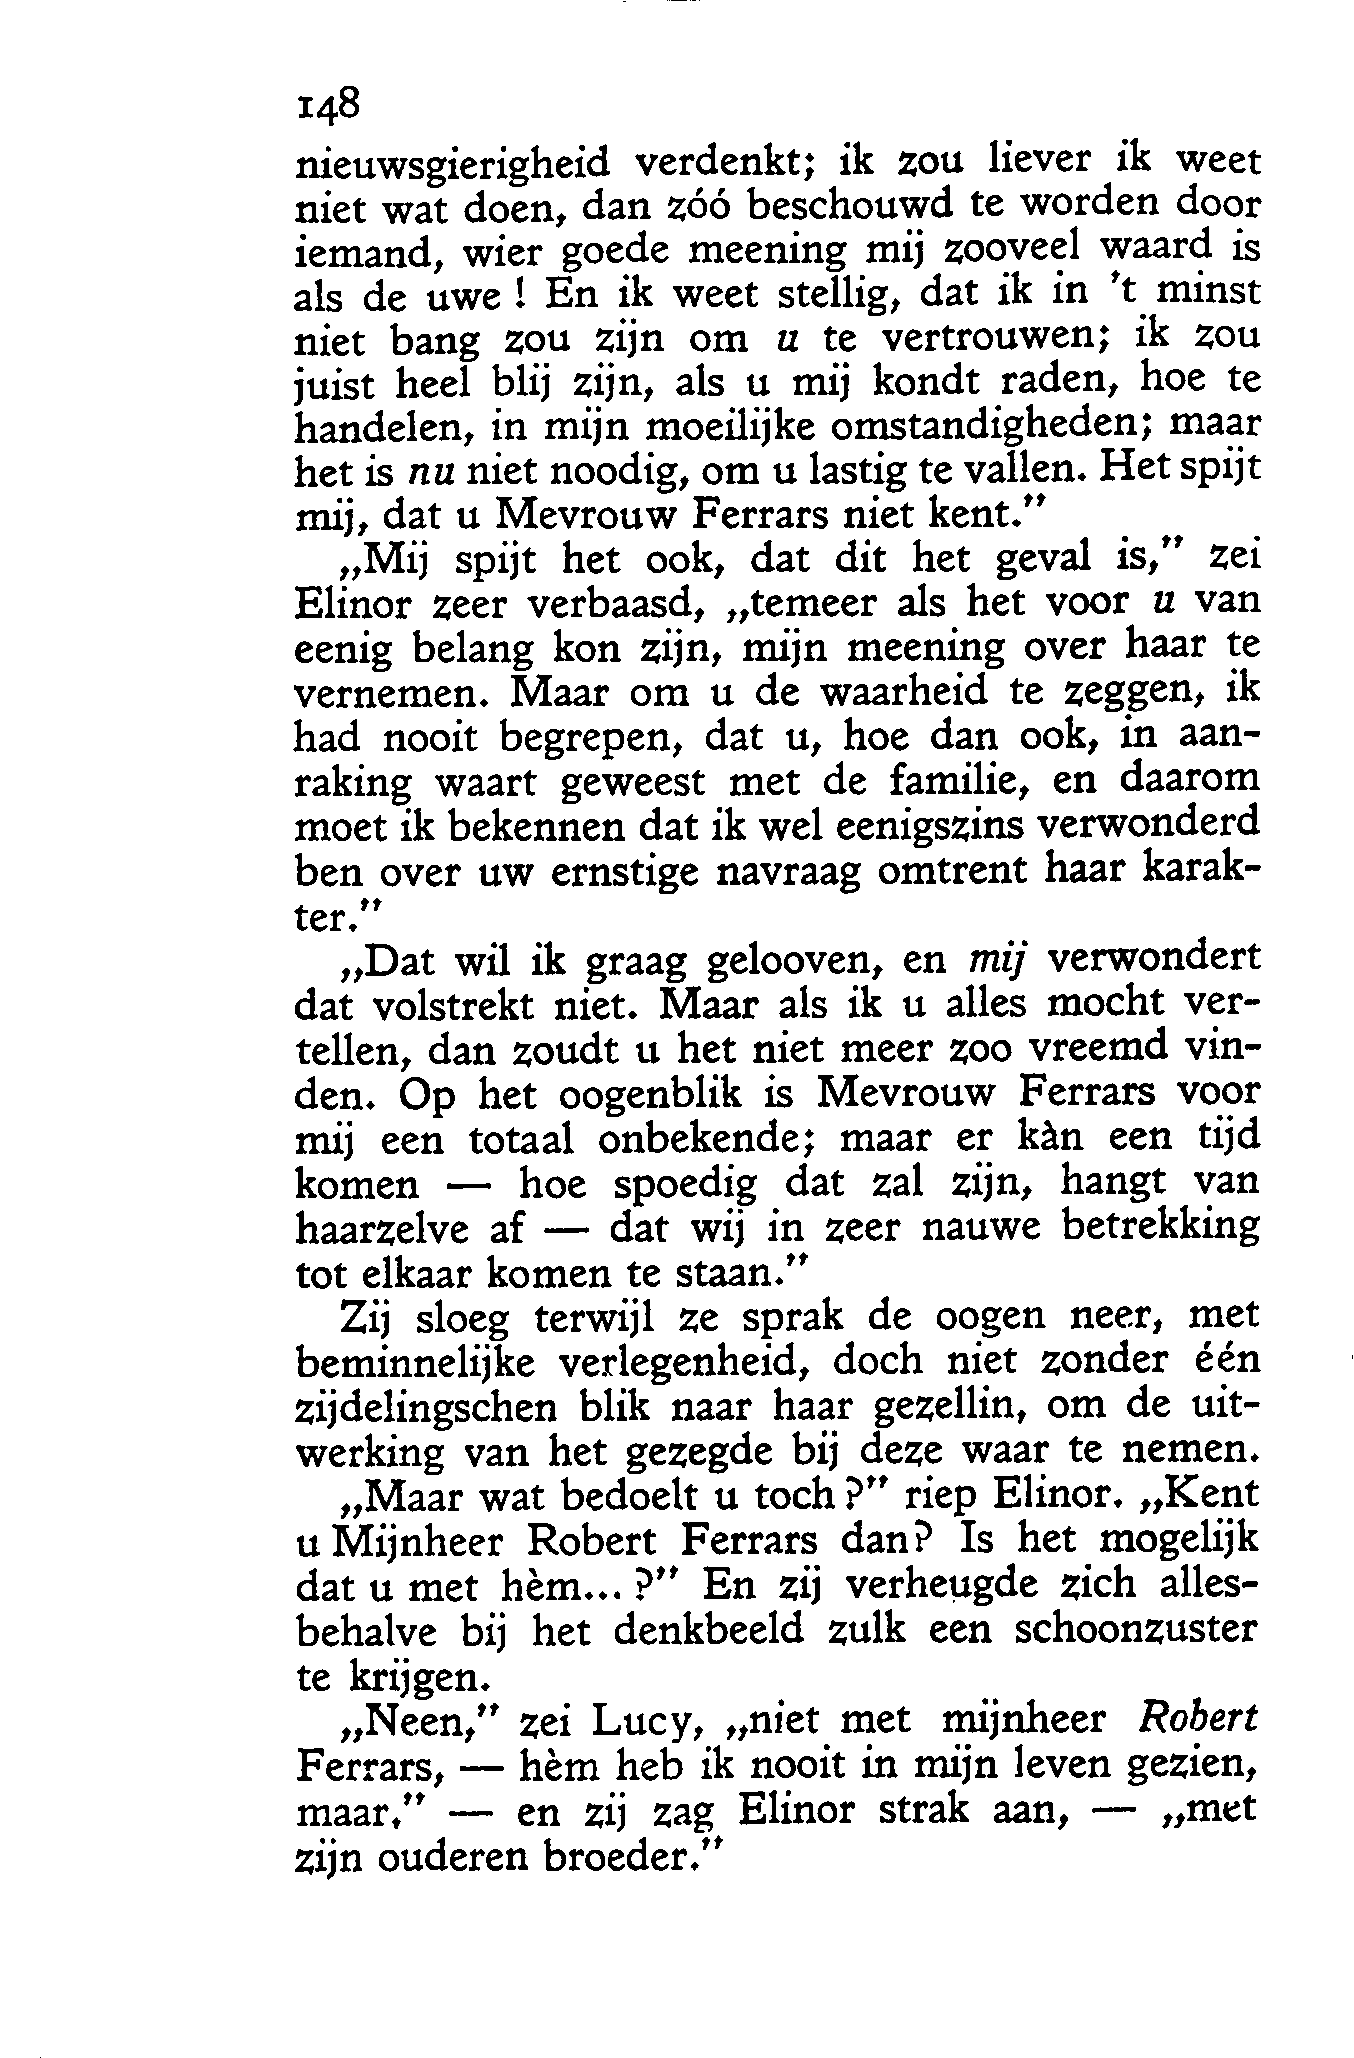 148
nieuwsgierigheid verdenkt; ik zou liever ik weet
niet wat doen, dan zóó beschouwd te worden door
iemand, wier goede meening mij zooveel waard is
als de uwe ! En ik weet stellig, dat ik in 't minst
niet bang zou zijn om u te vertrouwen; ik zou
juist heel blij zijn, als u mij kondt raden, hoe te
handelen, in mijn moeilijke omstandigheden; maar
het is nu niet noodig, om u lastig te vallen. Het spijt
mij, dat u Mevrouw Ferrars niet kent.”
„Mij spijt het ook, dat dit het geval is,” zei
Elinor zeer verbaasd, „temeer als het voor u van
eenig belang kon zijn, mijn meening over haar te
vernemen. Maar om u de waarheid te zeggen, ik
had nooit begrepen, dat u, hoe dan ook, in aan-
raking waart geweest met de familie, en daarom
moet ik bekennen dat ik wel eenigszins verwonderd
ben over uw ernstige navraag omtrent haar karak-
ter.”
„Dat wil ik graag gelooven, en mij verwondert
dat volstrekt niet. Maar als ik u alles mocht ver-
tellen, dan zoudt u het niet meer zoo vreemd vin-
den. Op het oogenblik is Mevrouw Ferrars voor
mij een totaal onbekende; maar er kàn een tijd
komen — hoe spoedig dat zal zijn, hangt van
haarzelve af — dat wij in zeer nauwe betrekking
tot elkaar komen te staan.”
Zij sloeg terwijl ze sprak de oogen neer, met
beminnelijke verlegenheid, doch niet zonder één
zijdelingschen blik naar haar gezellin, om de uit-
werking van het gezegde bij deze waar te nemen.
„Maar wat bedoelt u toch ?” riep Elinor. „Kent
u Mijnheer Robert Ferrars dan? Is het mogelijk
dat u met hèm... ?” En zij verheugde zich alles-
behalve bij het denkbeeld zulk een schoonzuster
te krijgen.
„Neen,” zei Lucy, „niet met mijnheer Robert
Ferrars, — hèm heb ik nooit in mijn leven gezien,
maar,” — en zij zag Elinor strak aan, — „met
zijn ouderen broeder.”